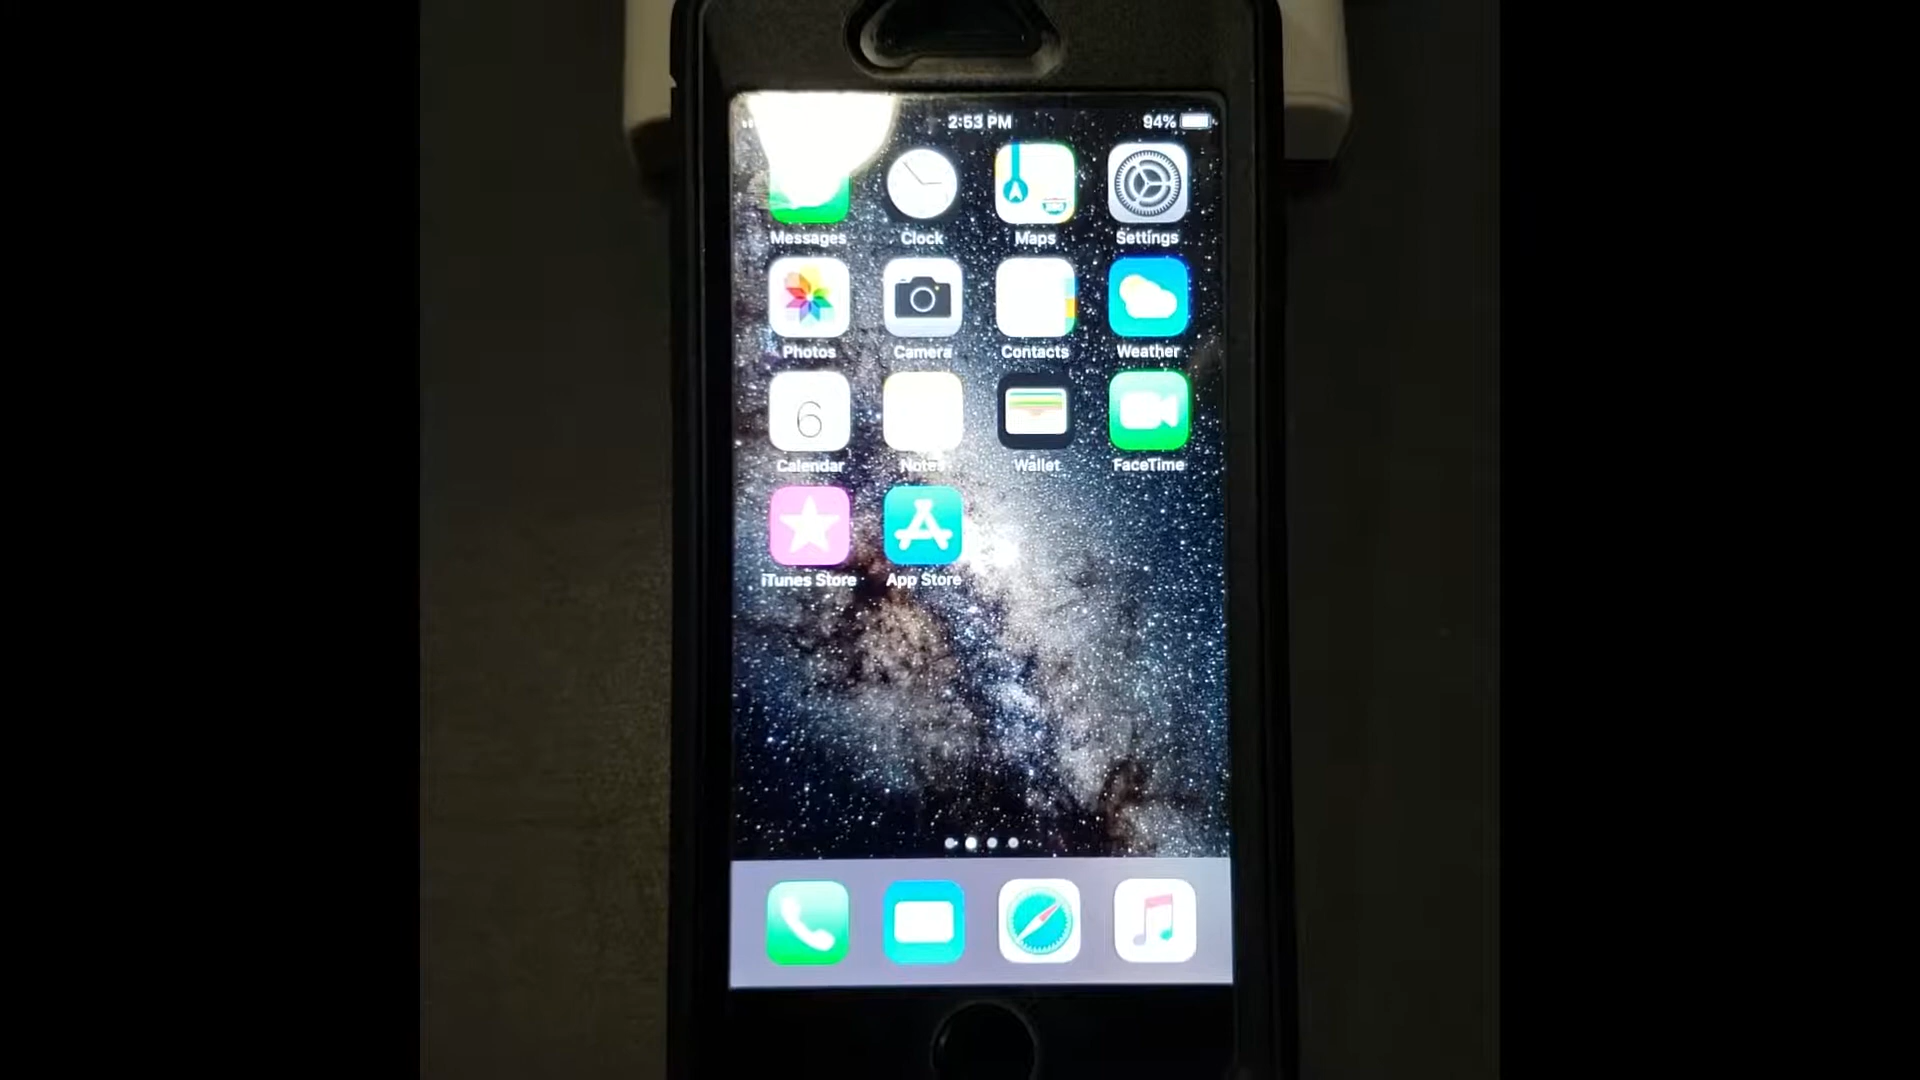 2:53 PM 94%
Messages Clock Maps Settings
Photos Camera Contacts Weather
6
Calendar Notes Wallet FaceTime
iTunes Store App Store